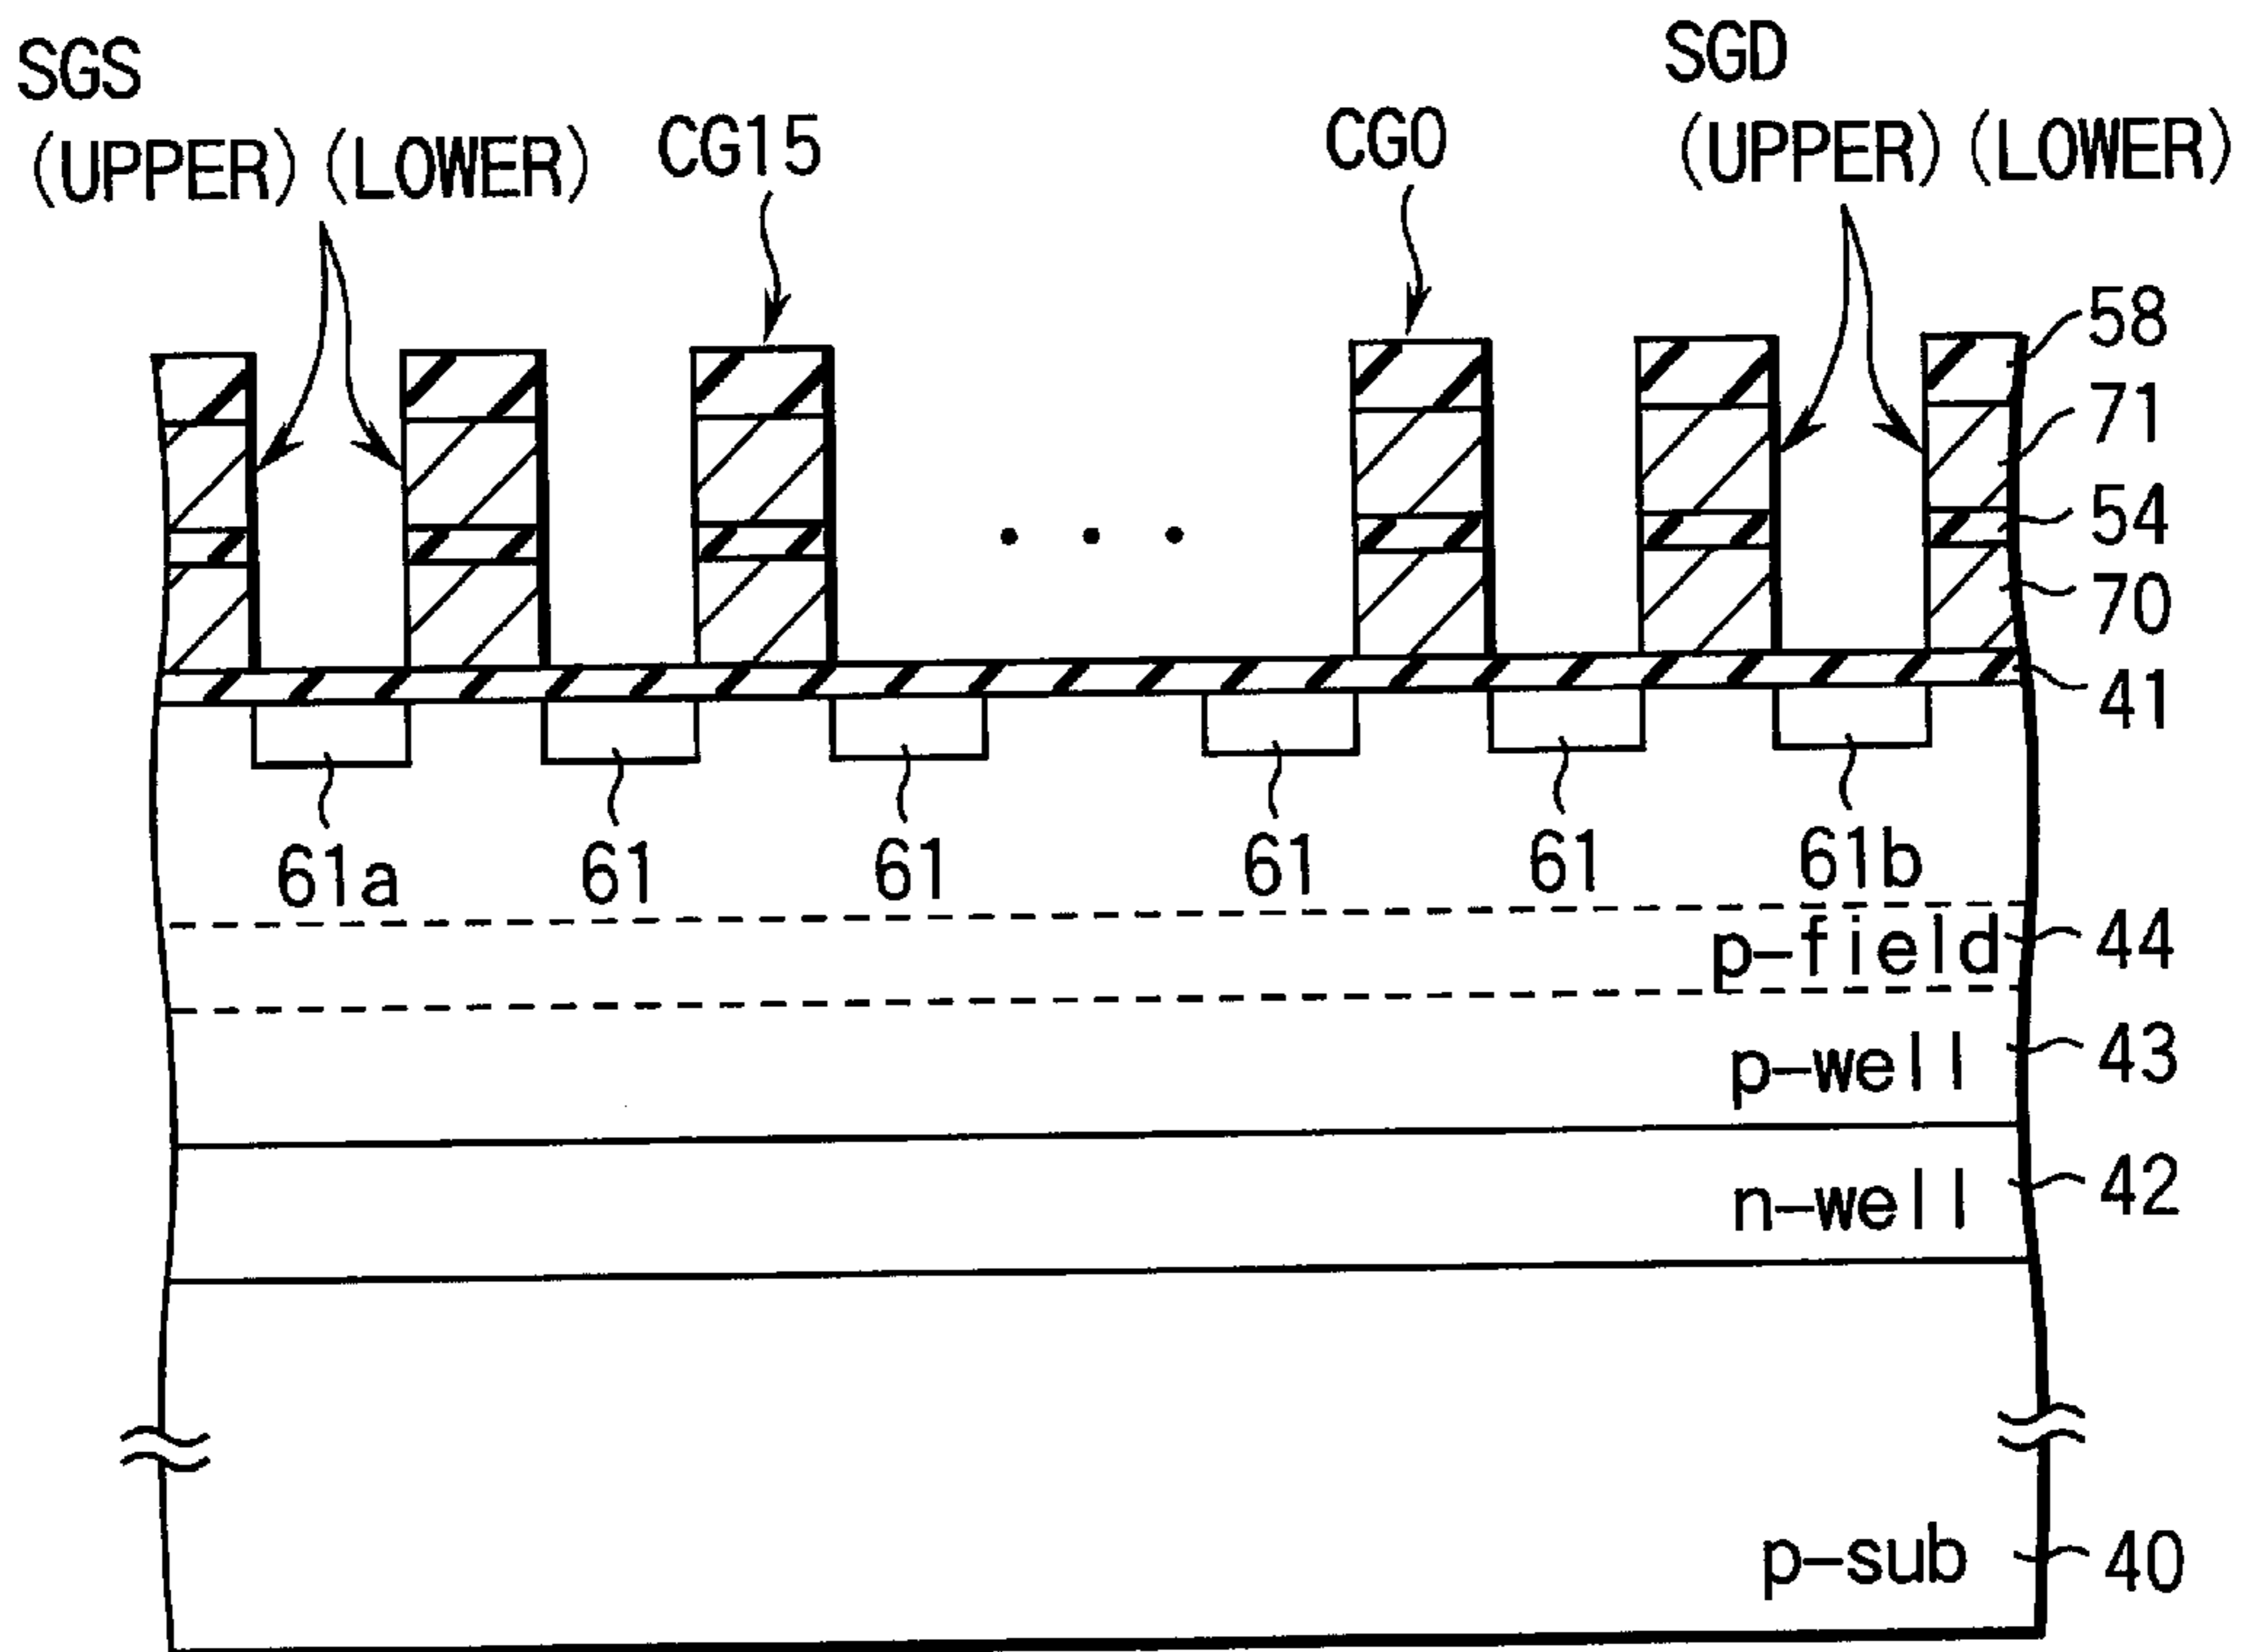 SGS
(UPPER) (LOWER)
CG15
CG0
SGD
(UPPER) (LOWER)
58
71
54
70
41
61a
61
61
61
61
61b
p-field
44
p-well
43
n-well
42
p-sub
40